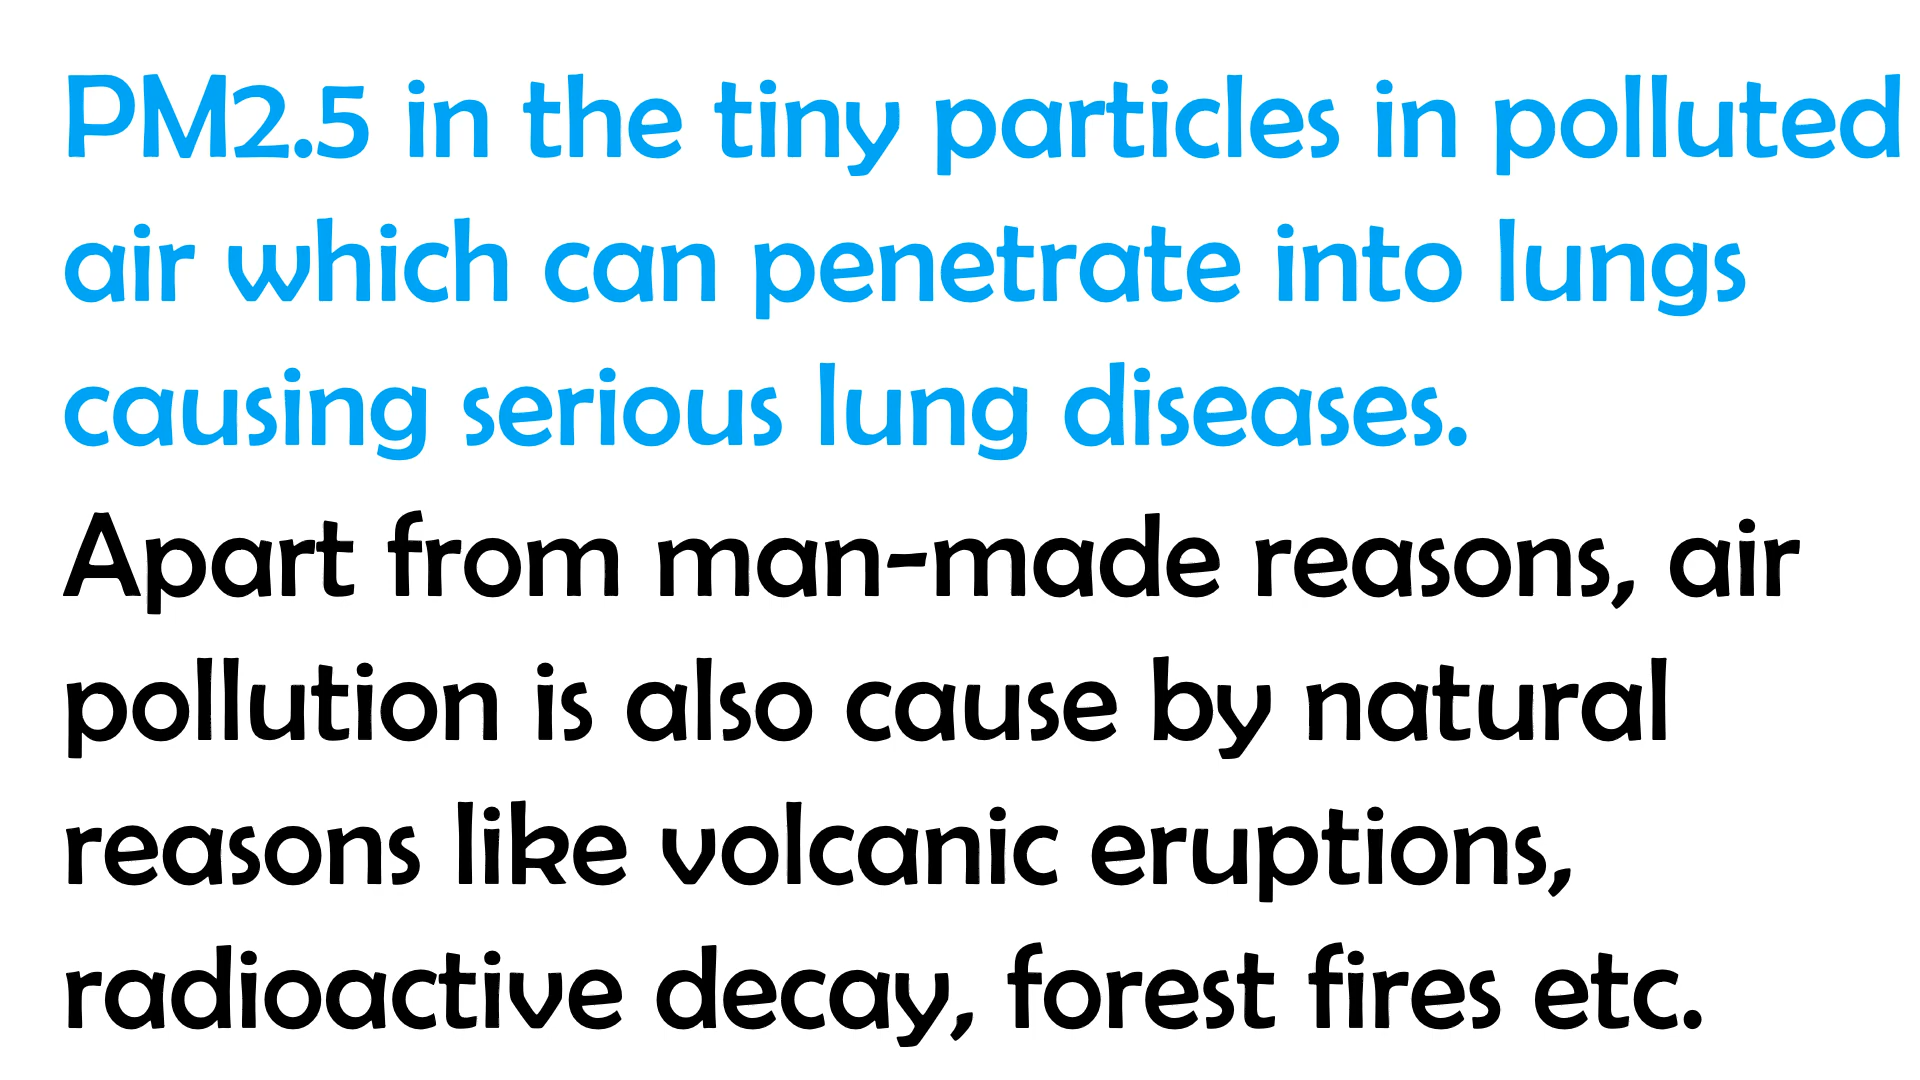 PM2.5 in the tiny particles in polluted
air which can penetrate into lungs
causing serious lung diseases.
Apart from man-made reasons, air
pollution is also cause by natural
reasons like volcanic eruptions,
radioactive decay, forest fires etc.